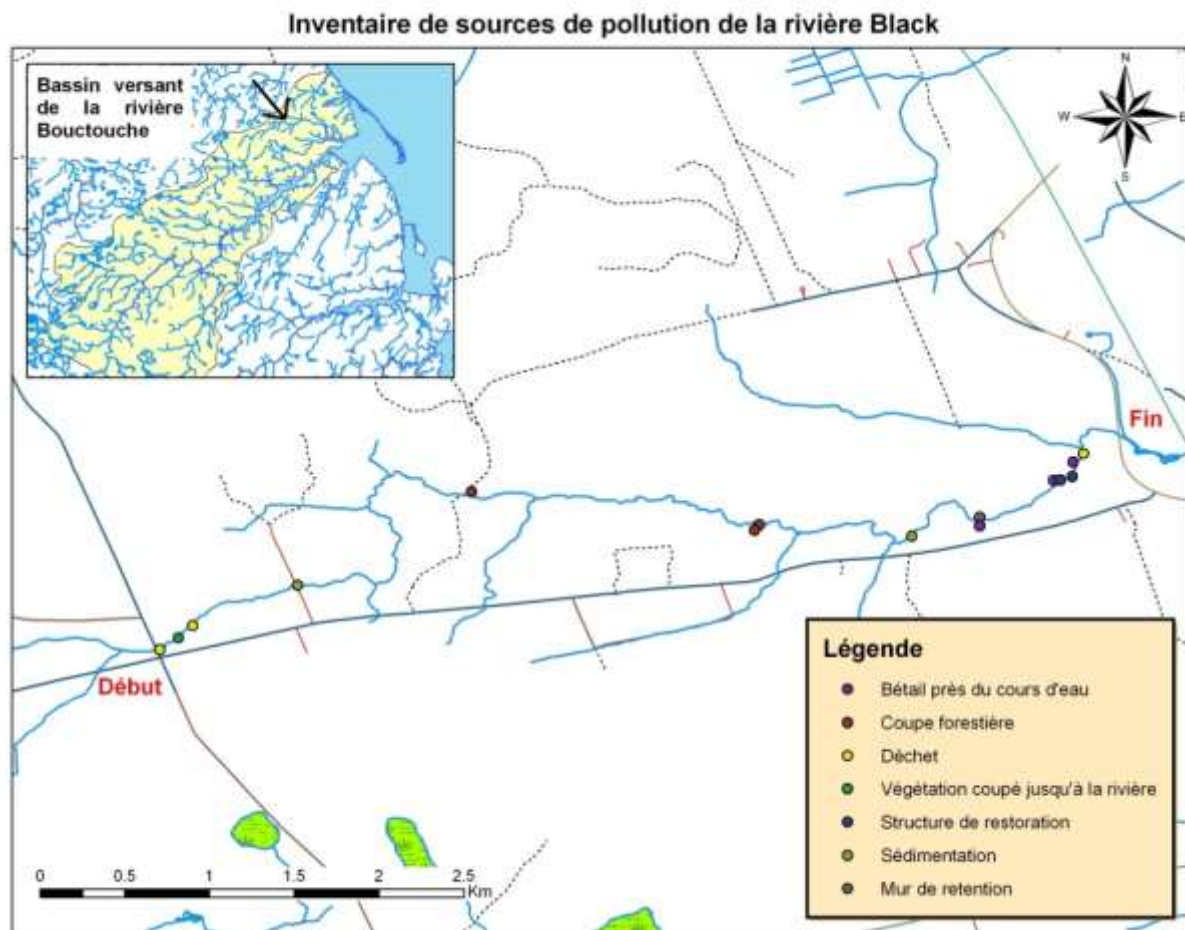 Inventaire de sources de pollution de la rivière Black
Bassin versant
de la rivière
Bouctouche
N
W
E
S
Fin
Début
Légende
Bétail près du cours d'eau
Coupe forestière
Déchet
Végétation coupé jusqu'à la rivière
Structure de restoration
Sédimentation
Mur de retention
0 0.5 1 1.5 2 2.5
Km